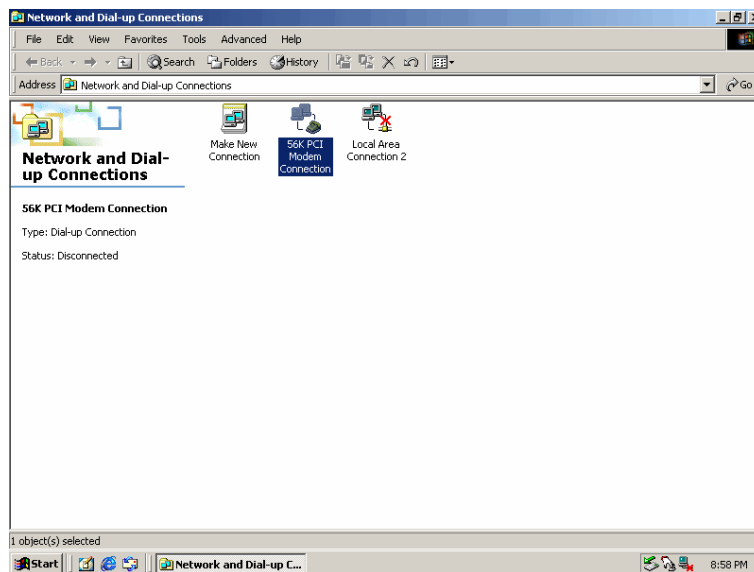 Network and Dial-up Connections
File Edit View Favorites Tools Advanced Help
Back Search Folders History
Address Network and Dial-up Connections Go
Network and Dial-
up Connections
56K PCI Modem Connection
Type: Dial-up Connection
Status: Disconnected
Make New
Connection
56K PCI
Modem
Connection
Local Area
Connection 2
1 object(s) selected
Start Network and Dial-up C... 8:58 PM